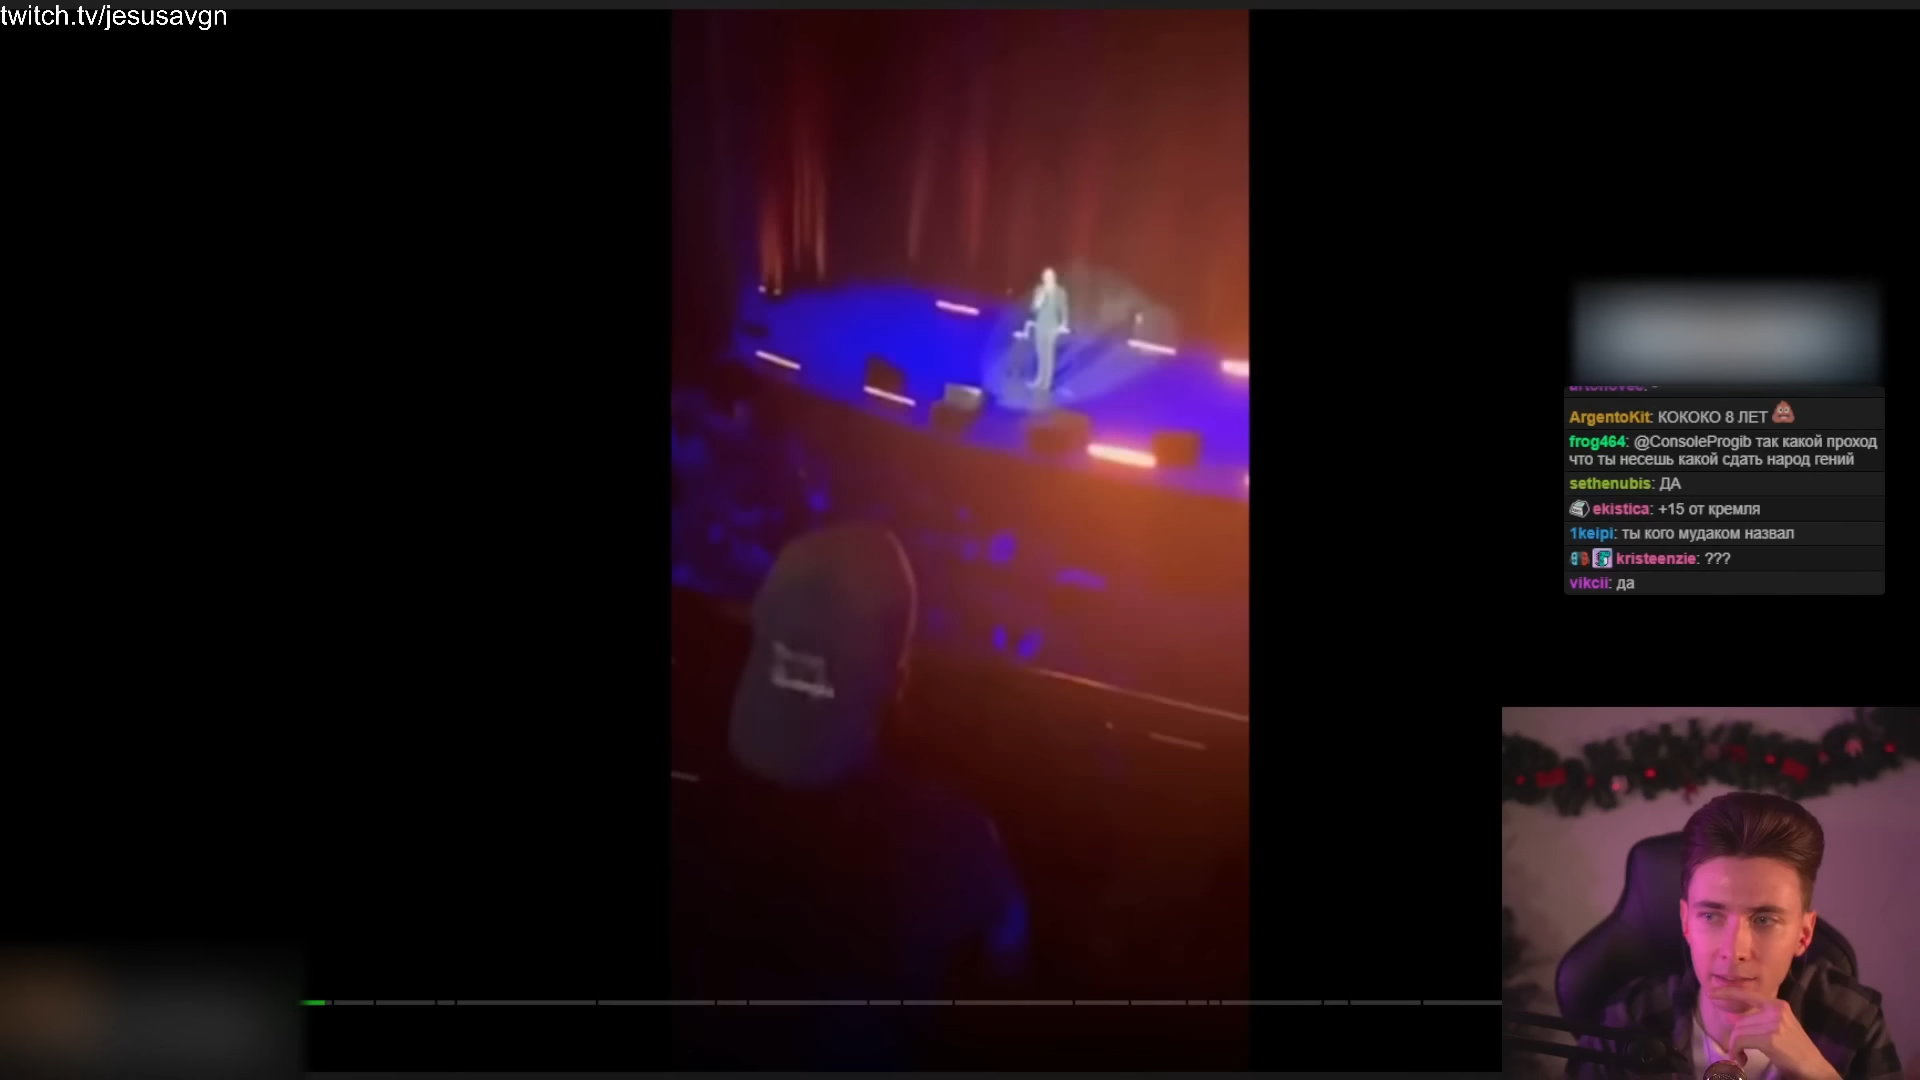 twitch.tv/jesusavgn
ArgentoKit: КОКОКО 8 ЛЕТ
frog464: @ConsoleProgib так какой проход
что ты несешь какой сдать народ гений
sethenubis: ДА
ekistica: +15 от кремля
1keipi: ты кого мудаком назвал
kristeenzie: ???
vikcii: да